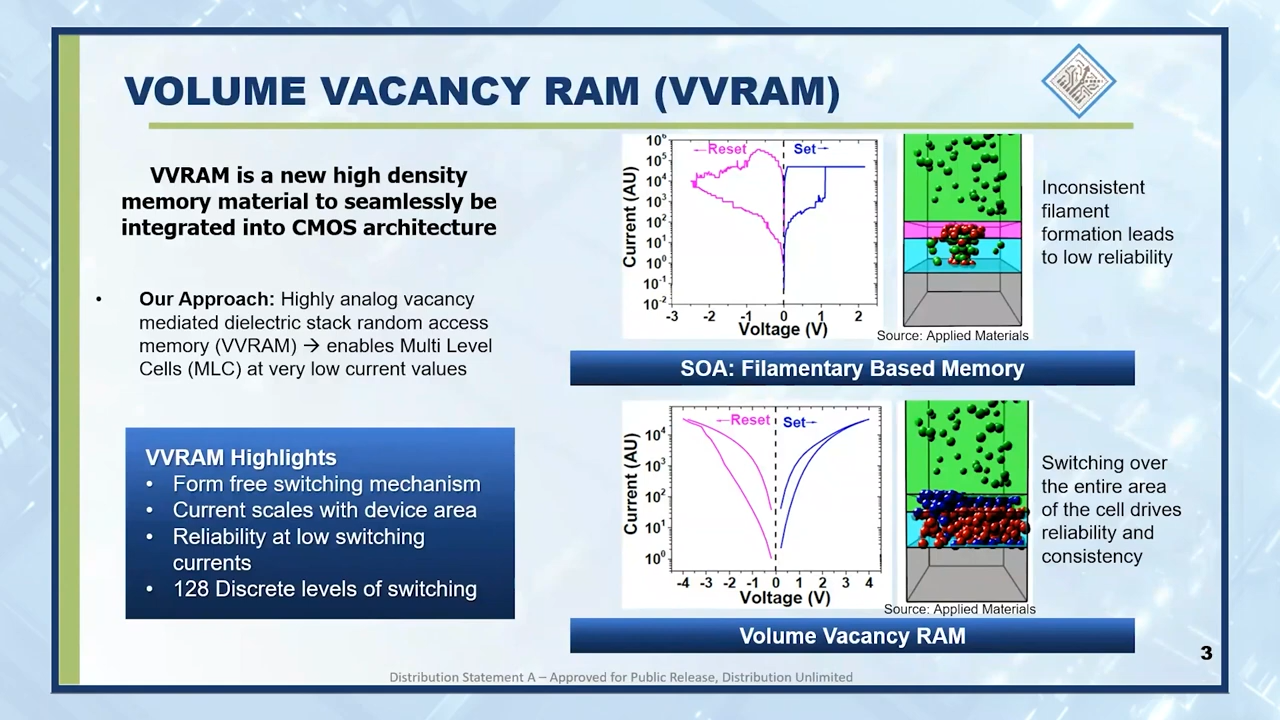 VOLUME VACANCY RAM (VVRAM)
VVRAM is a new high density
memory material to seamlessly be
integrated into CMOS architecture
• Our Approach: Highly analog vacancy
mediated dielectric stack random access
memory (VVRAM) → enables Multi Level
Cells (MLC) at very low current values
VVRAM Highlights
• Form free switching mechanism
• Current scales with device area
• Reliability at low switching
currents
• 128 Discrete levels of switching
Current (AU)
10⁶
10⁵
10⁴
10³
10²
10¹
10⁰
10⁻¹
10⁻²
←Reset
Set→
-3 -2 -1 0 1 2
Voltage (V)
Source: Applied Materials
Inconsistent
filament
formation leads
to low reliability
SOA: Filamentary Based Memory
Current (AU)
10⁴
10³
10²
10¹
10⁰
←Reset
Set→
-4 -3 -2 -1 0 1 2 3 4
Voltage (V)
Source: Applied Materials
Switching over
the entire area
of the cell drives
reliability and
consistency
Volume Vacancy RAM
3
Distribution Statement A – Approved for Public Release, Distribution Unlimited